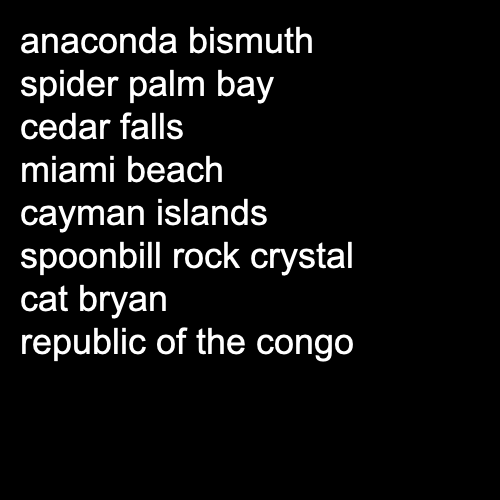 anaconda bismuth
spider palm bay
cedar falls
miami beach
cayman islands
spoonbill rock crystal
cat bryan
republic of the congo